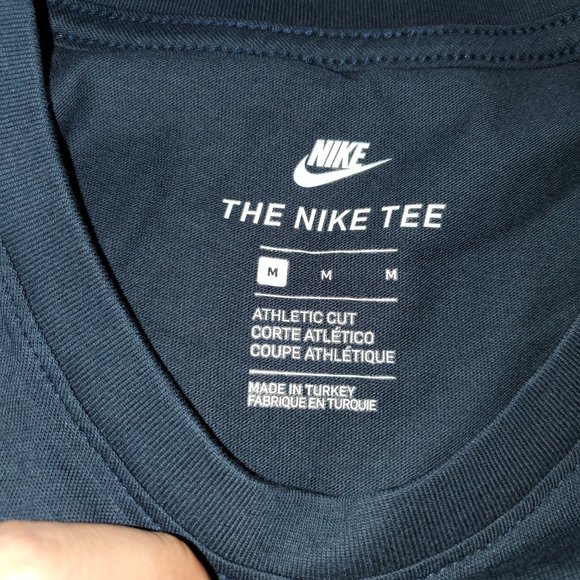 NIKE
THE NIKE TEE
M M M
ATHLETIC CUT
CORTE ATLÉTICO
COUPE ATHLÉTIQUE
MADE IN TURKEY
FABRIQUE EN TURQUIE